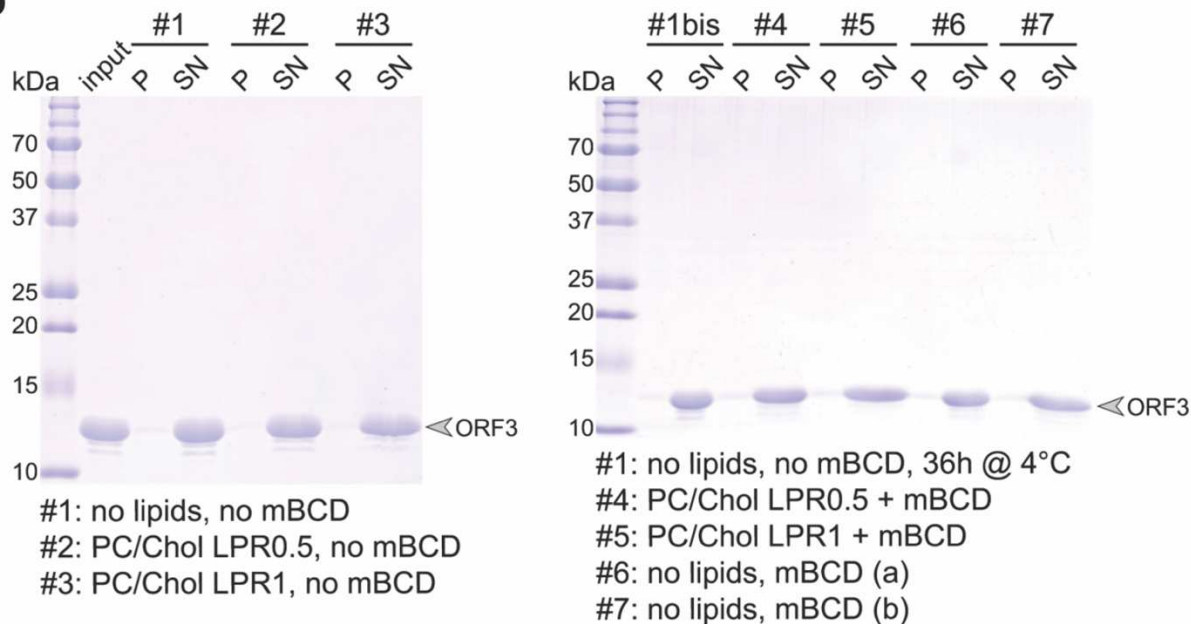 #1 #2 #3
kDa input P SN P SN P SN
70
50
37
25
20
15
ORF3
10
#1: no lipids, no mBCD
#2: PC/Chol LPR0.5, no mBCD
#3: PC/Chol LPR1, no mBCD
#1bis #4 #5 #6 #7
kDa P SN P SN P SN P SN P SN
70
50
37
25
20
15
ORF3
10
#1: no lipids, no mBCD, 36h @ 4°C
#4: PC/Chol LPR0.5 + mBCD
#5: PC/Chol LPR1 + mBCD
#6: no lipids, mBCD (a)
#7: no lipids, mBCD (b)